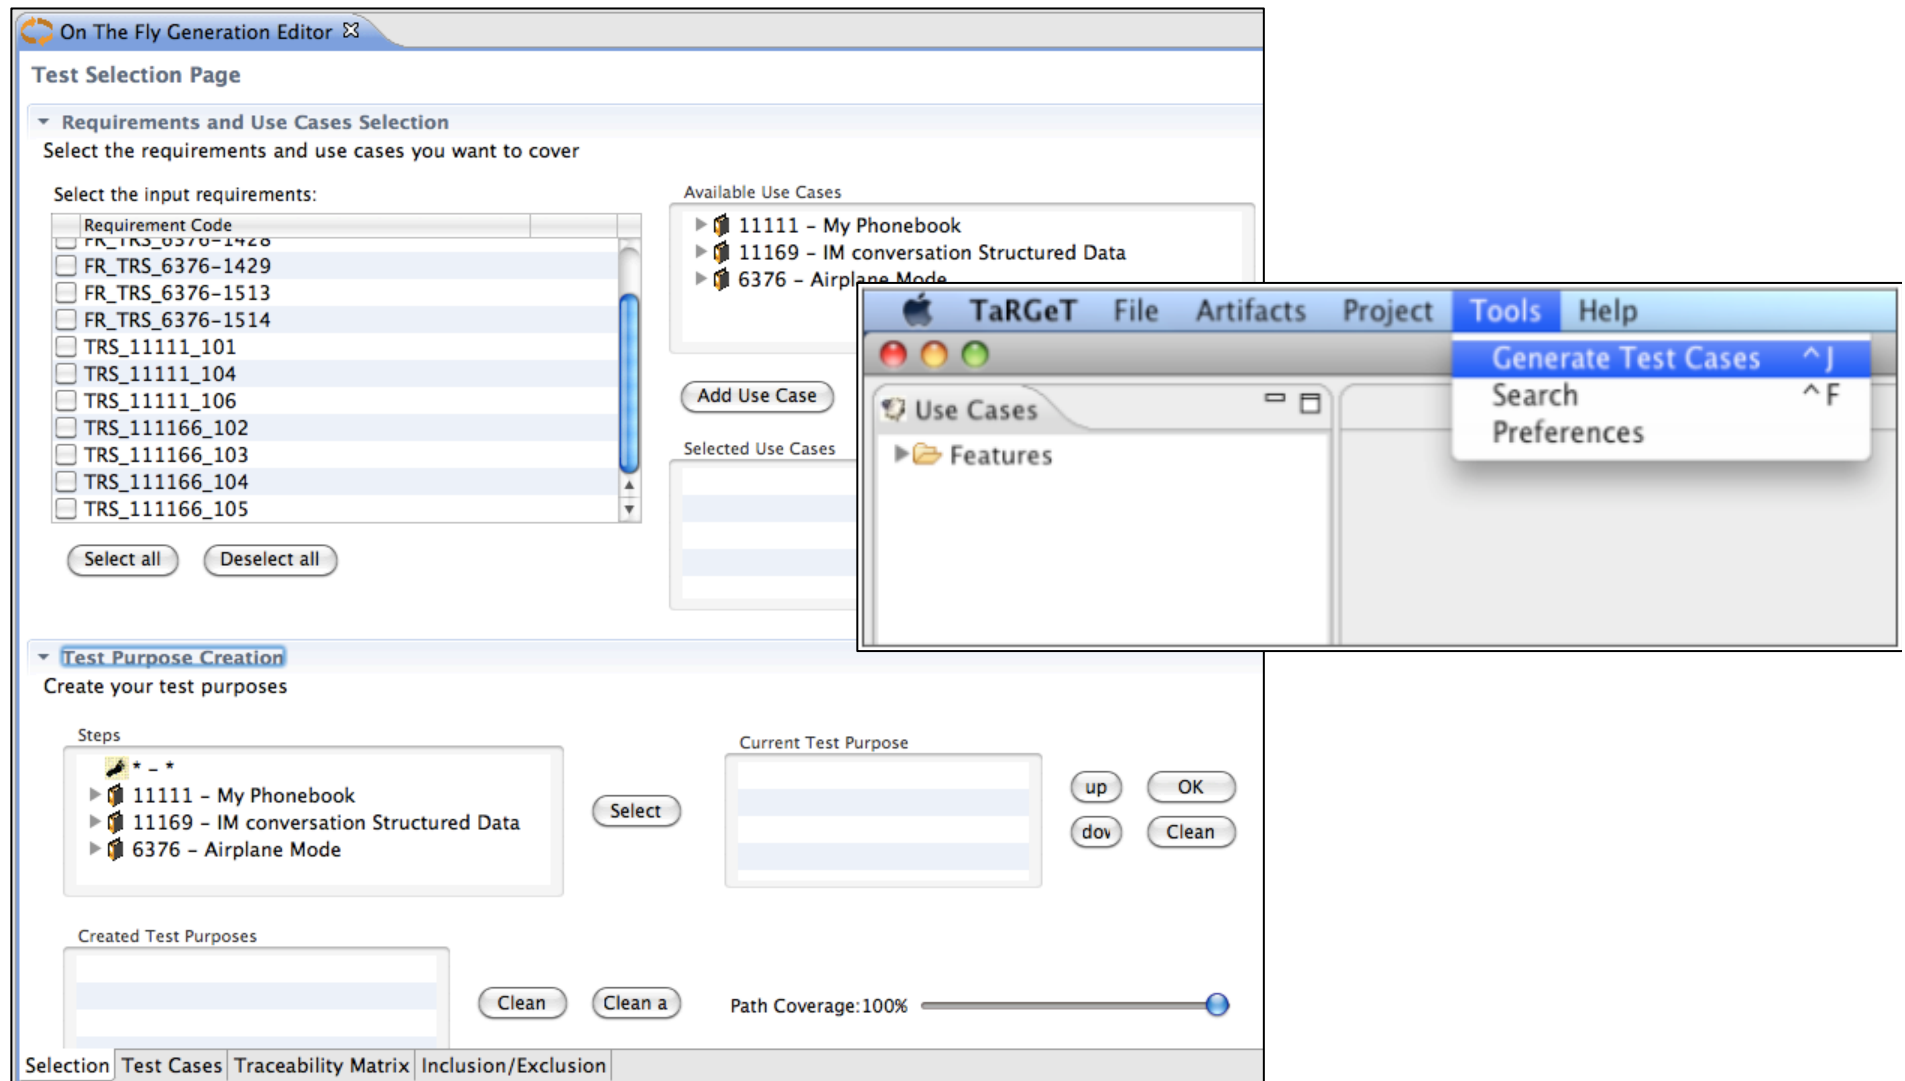 On The Fly Generation Editor
Test Selection Page
Requirements and Use Cases Selection
Select the requirements and use cases you want to cover
Select the input requirements:
Requirement Code
FR_TRS_6376-1428
FR_TRS_6376-1429
FR_TRS_6376-1513
FR_TRS_6376-1514
TRS_11111_101
TRS_11111_104
TRS_11111_106
TRS_111166_102
TRS_111166_103
TRS_111166_104
TRS_111166_105
Select all Deselect all
Available Use Cases
11111 - My Phonebook
11169 - IM conversation Structured Data
6376 - Airplane Mode
Add Use Case
Selected Use Cases
TaRGeT File Artifacts Project Tools Help
Generate Test Cases ^J
Search ^F
Preferences
Use Cases
Features
Test Purpose Creation
Create your test purposes
Steps
* - *
11111 - My Phonebook
11169 - IM conversation Structured Data
6376 - Airplane Mode
Select
Current Test Purpose
up OK
dov Clean
Created Test Purposes
Clean Clean a
Path Coverage:100%
Selection Test Cases Traceability Matrix Inclusion/Exclusion